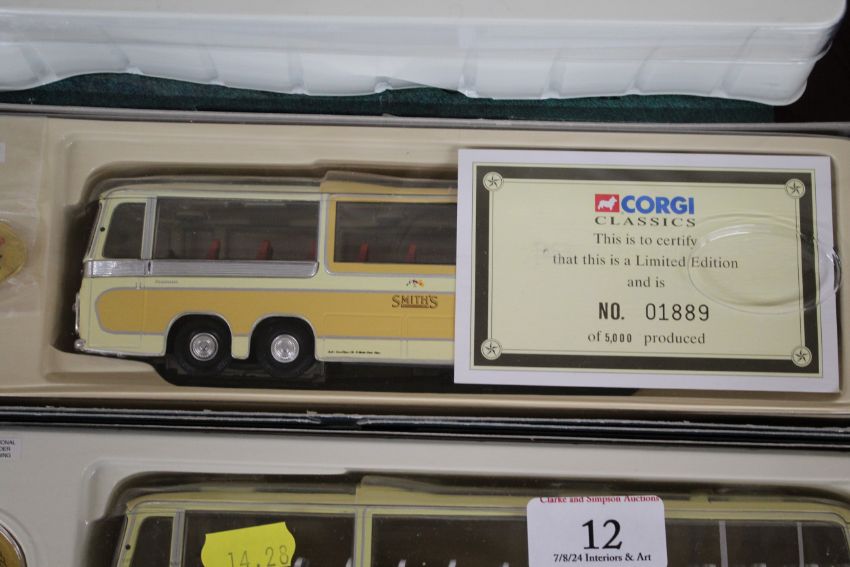 CORGI
CLASSICS
This is to certify
that this is a Limited Edition
and is
NO. 01889
of 5,000 produced
SMITH'S
Clarke and Simpson Auctions
12
7/8/24 Interiors & Art
14.28